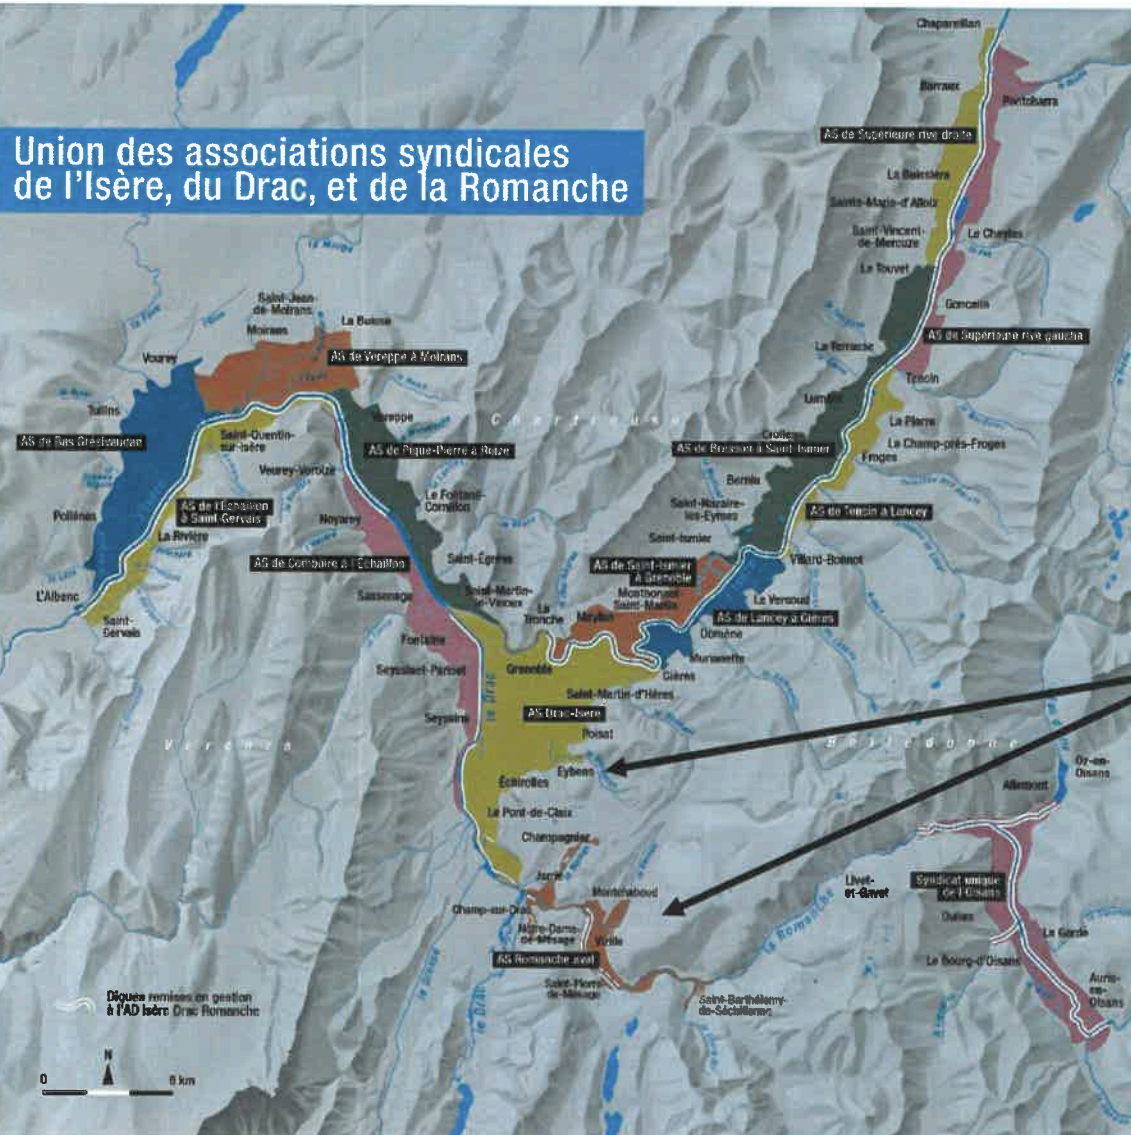 Union des associations syndicales
de l'Isère, du Drac, et de la Romanche
Chapareillan
Barraux
Pontcharra
AS de Supérieure rive droite
La Buissière
Sainte-Marie-d'Alloix
Saint-Vincent-
de-Mercuze
Le Cheylas
Le Touvet
Goncelin
AS de Supérieure rive gauche
La Terrasse
Tencin
Lumbin
La Pierre
Le Champ-près-Froges
Crolles
AS de Bresson à Saint-Ismier
Froges
Bernin
Saint-Nazaire-
les-Eymes
AS de Tencin à Lancey
Saint-Ismier
Villard-Bonnot
AS de Saint-Ismier
à Grenoble
Montbonnot-
Saint-Martin
Le Versoud
AS de Lancey à Gières
Meylan
La
Tronche
Domène
Murianette
Gières
la Morge
Saint-Jean-
de-Moirans
Moirans
La Buisse
AS de Voreppe à Moirans
Vourey
Tullins
AS de Bas Grésivaudan
Saint-Quentin-
sur-Isère
Voreppe
Chartreuse
AS de Pique-Pierre à Roize
Veurey-Voroize
Le Fontanil-
Cornillon
AS de l'Echaillon
à Saint-Gervais
Poliénas
La Rivière
Noyarey
AS de Comboire à l'Échaillon
Saint-Égrève
Saint-Martin-
le-Vinoux
L'Albenc
Saint-
Gervais
Sassenage
Fontaine
Seyssinet-Pariset
Seyssins
le Drac
Grenoble
Saint-Martin-d'Hères
AS Drac-Isère
Poisat
Eybens
Échirolles
Le Pont-de-Claix
Champagnier
Vercors
Belledonne
Jarrie
Montchaboud
Champ-sur-Drac
Notre-Dame-
de-Mésage
Vizille
AS Romanche aval
Saint-Pierre-
de-Mésage
Saint-Barthélemy-
de-Séchilienne
la Romanche
Livet-
et-Gavet
Allemont
Oz-en-
Oisans
Syndicat unique
de l'Oisans
Oulles
La Garde
Le Bourg-d'Oisans
Auris-
en-
Oisans
le Drac
Digues remises en gestion
à l'AD Isère Drac Romanche
N
0 6 km